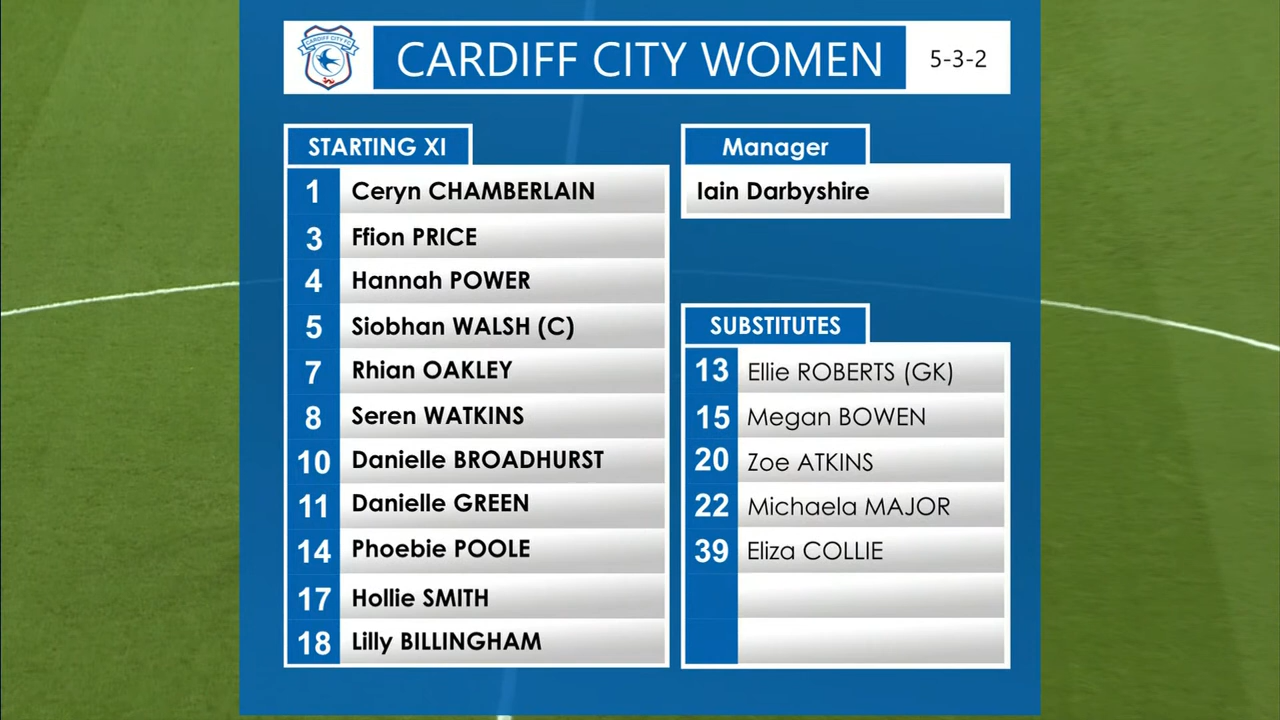 CARDIFF CITY FC
CARDIFF CITY WOMEN
5-3-2
STARTING XI
1 Ceryn CHAMBERLAIN
3 Ffion PRICE
4 Hannah POWER
5 Siobhan WALSH (C)
7 Rhian OAKLEY
8 Seren WATKINS
10 Danielle BROADHURST
11 Danielle GREEN
14 Phoebie POOLE
17 Hollie SMITH
18 Lilly BILLINGHAM
Manager
Iain Darbyshire
SUBSTITUTES
13 Ellie ROBERTS (GK)
15 Megan BOWEN
20 Zoe ATKINS
22 Michaela MAJOR
39 Eliza COLLIE